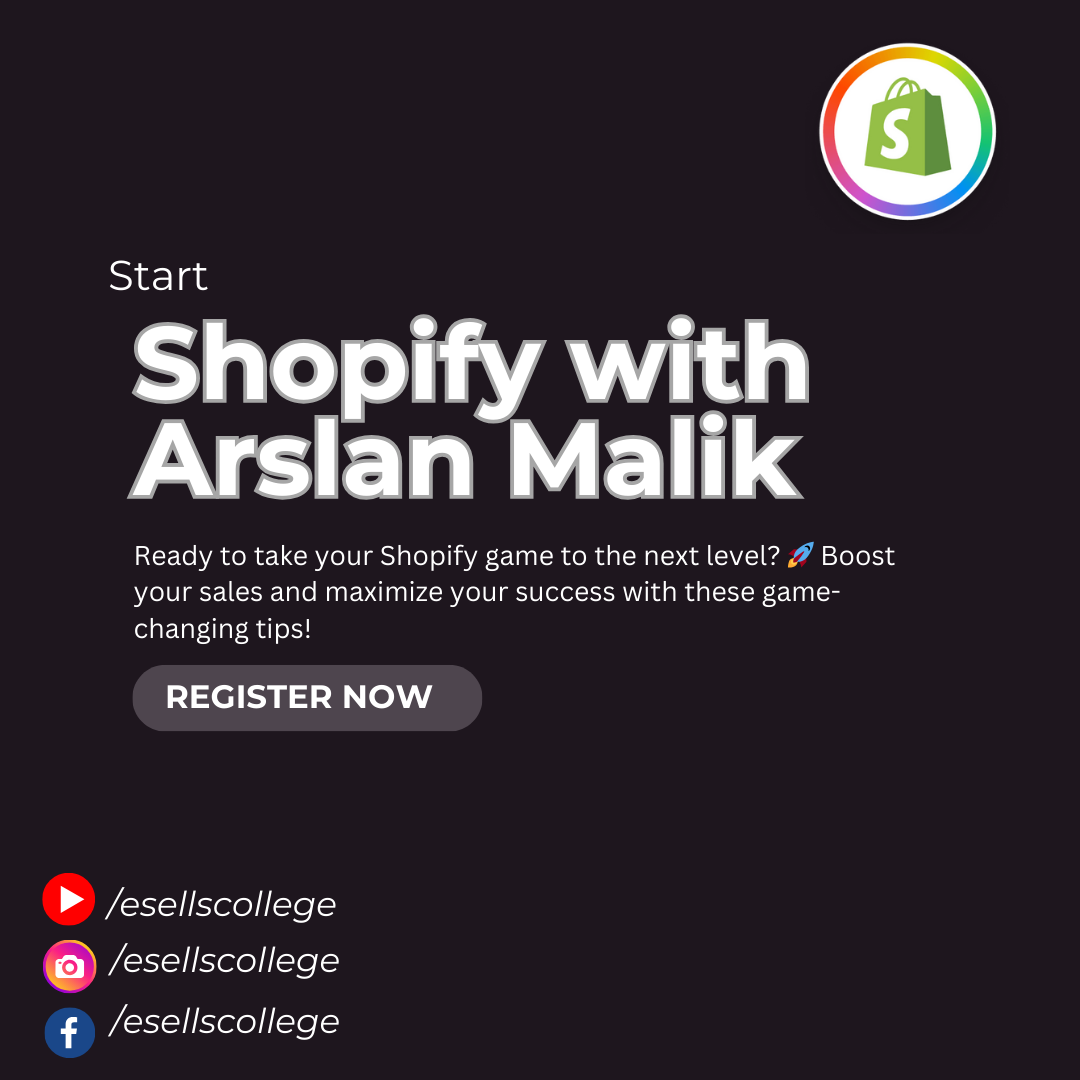 S
Start
Shopify with
Arslan Malik
Ready to take your Shopify game to the next level? 🚀 Boost
your sales and maximize your success with these game-
changing tips!
REGISTER NOW
/esellscollege
/esellscollege
/esellscollege